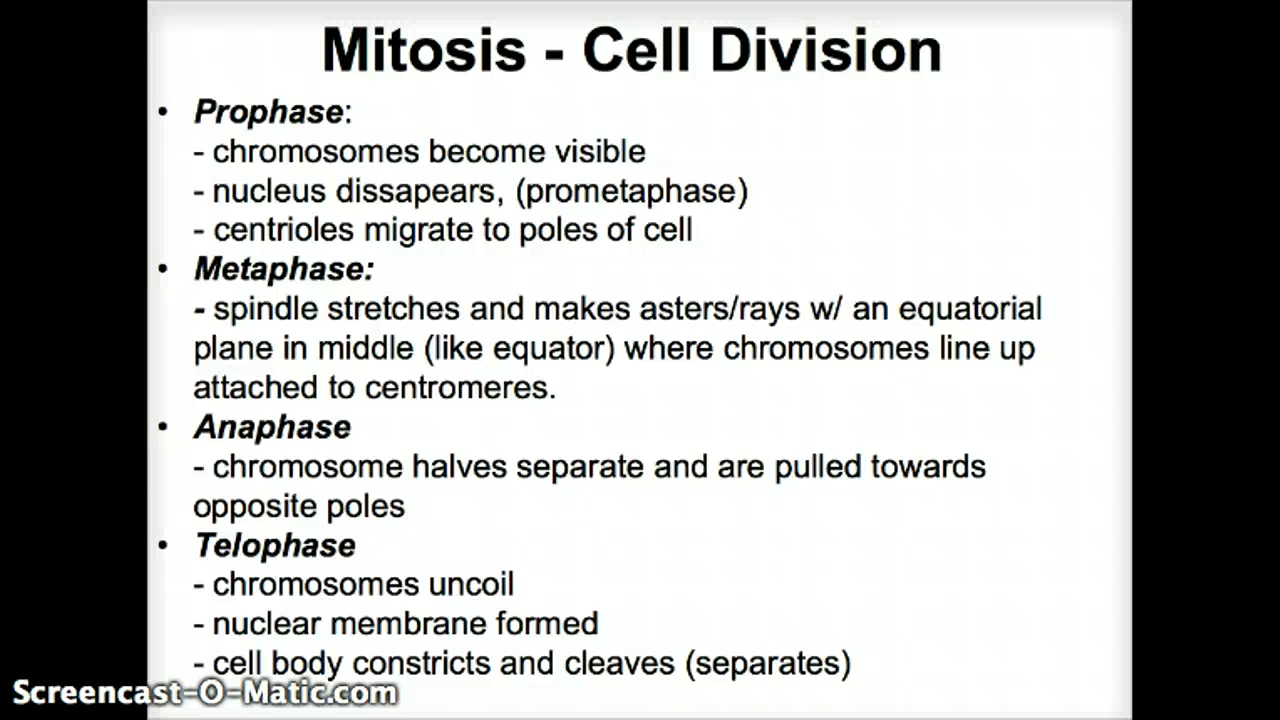 Mitosis - Cell Division
• Prophase:
- chromosomes become visible
- nucleus dissapears, (prometaphase)
- centrioles migrate to poles of cell
• Metaphase:
- spindle stretches and makes asters/rays w/ an equatorial
plane in middle (like equator) where chromosomes line up
attached to centromeres.
• Anaphase
- chromosome halves separate and are pulled towards
opposite poles
• Telophase
- chromosomes uncoil
- nuclear membrane formed
- cell body constricts and cleaves (separates)
Screencast-O-Matic.com